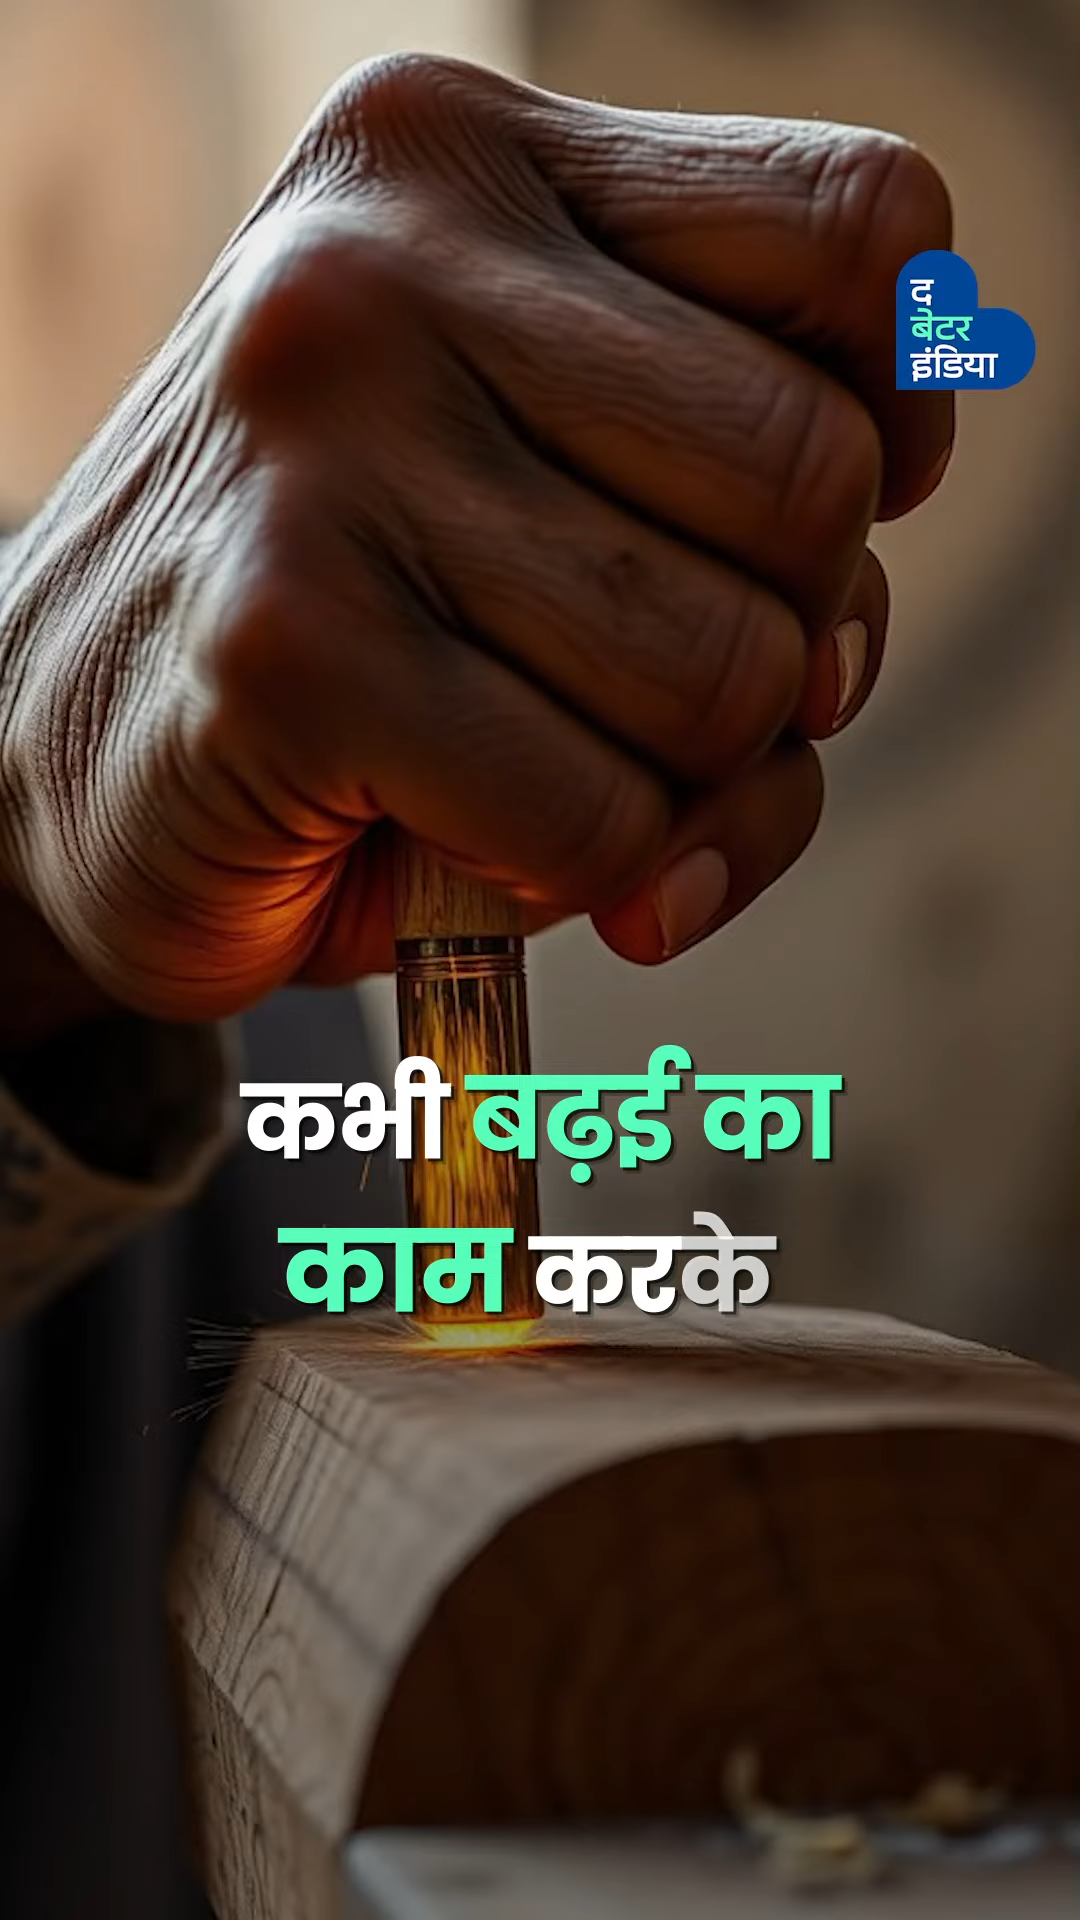 द
बेटर
इंडिया
कभी बढ़ई का
काम करके